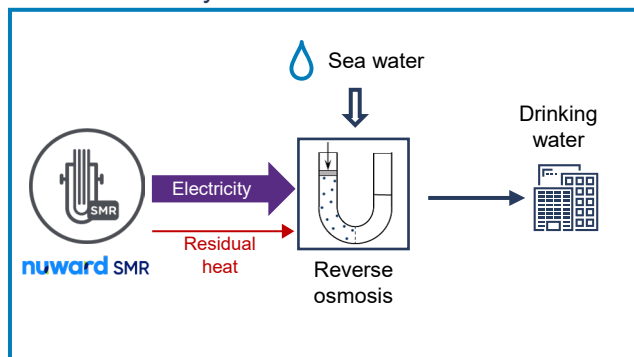 Sea water
Drinking
water
Electricity
SMR
Residual
heat
nuward SMR
Reverse
osmosis